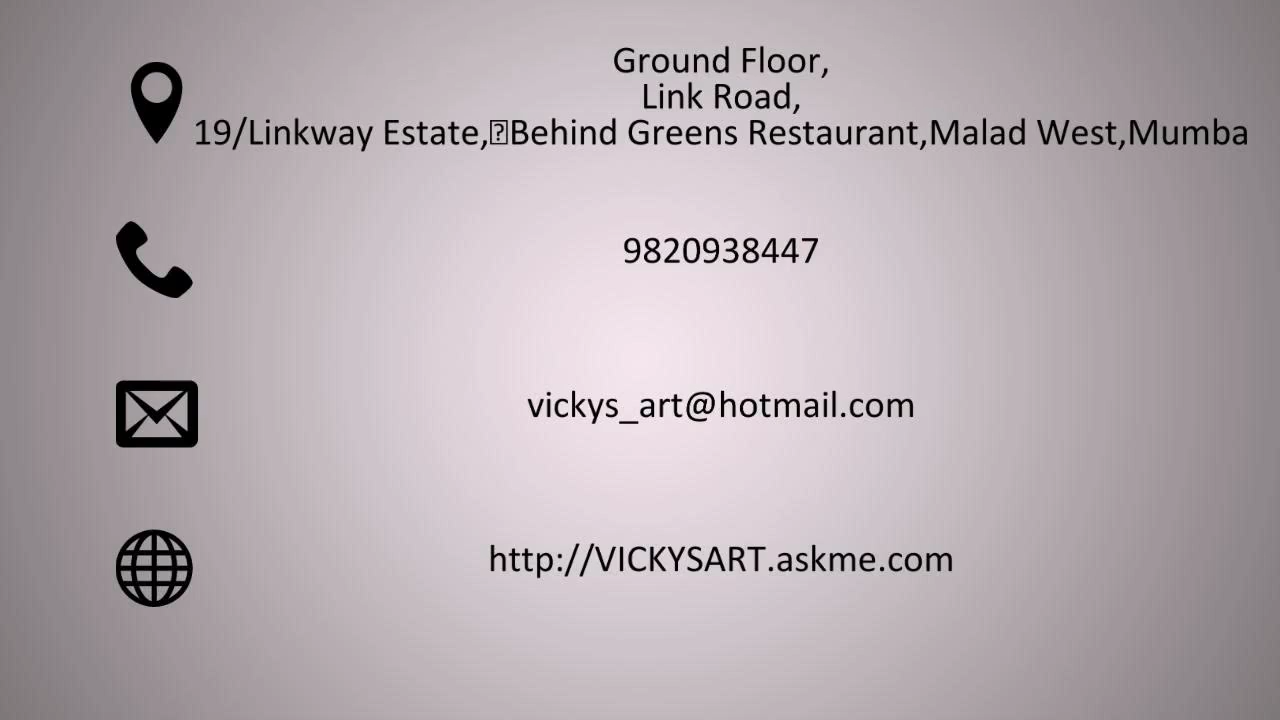 Ground Floor,
Link Road,
19/Linkway Estate,⍰Behind Greens Restaurant,Malad West,Mumba
9820938447
vickys_art@hotmail.com
http://VICKYSART.askme.com